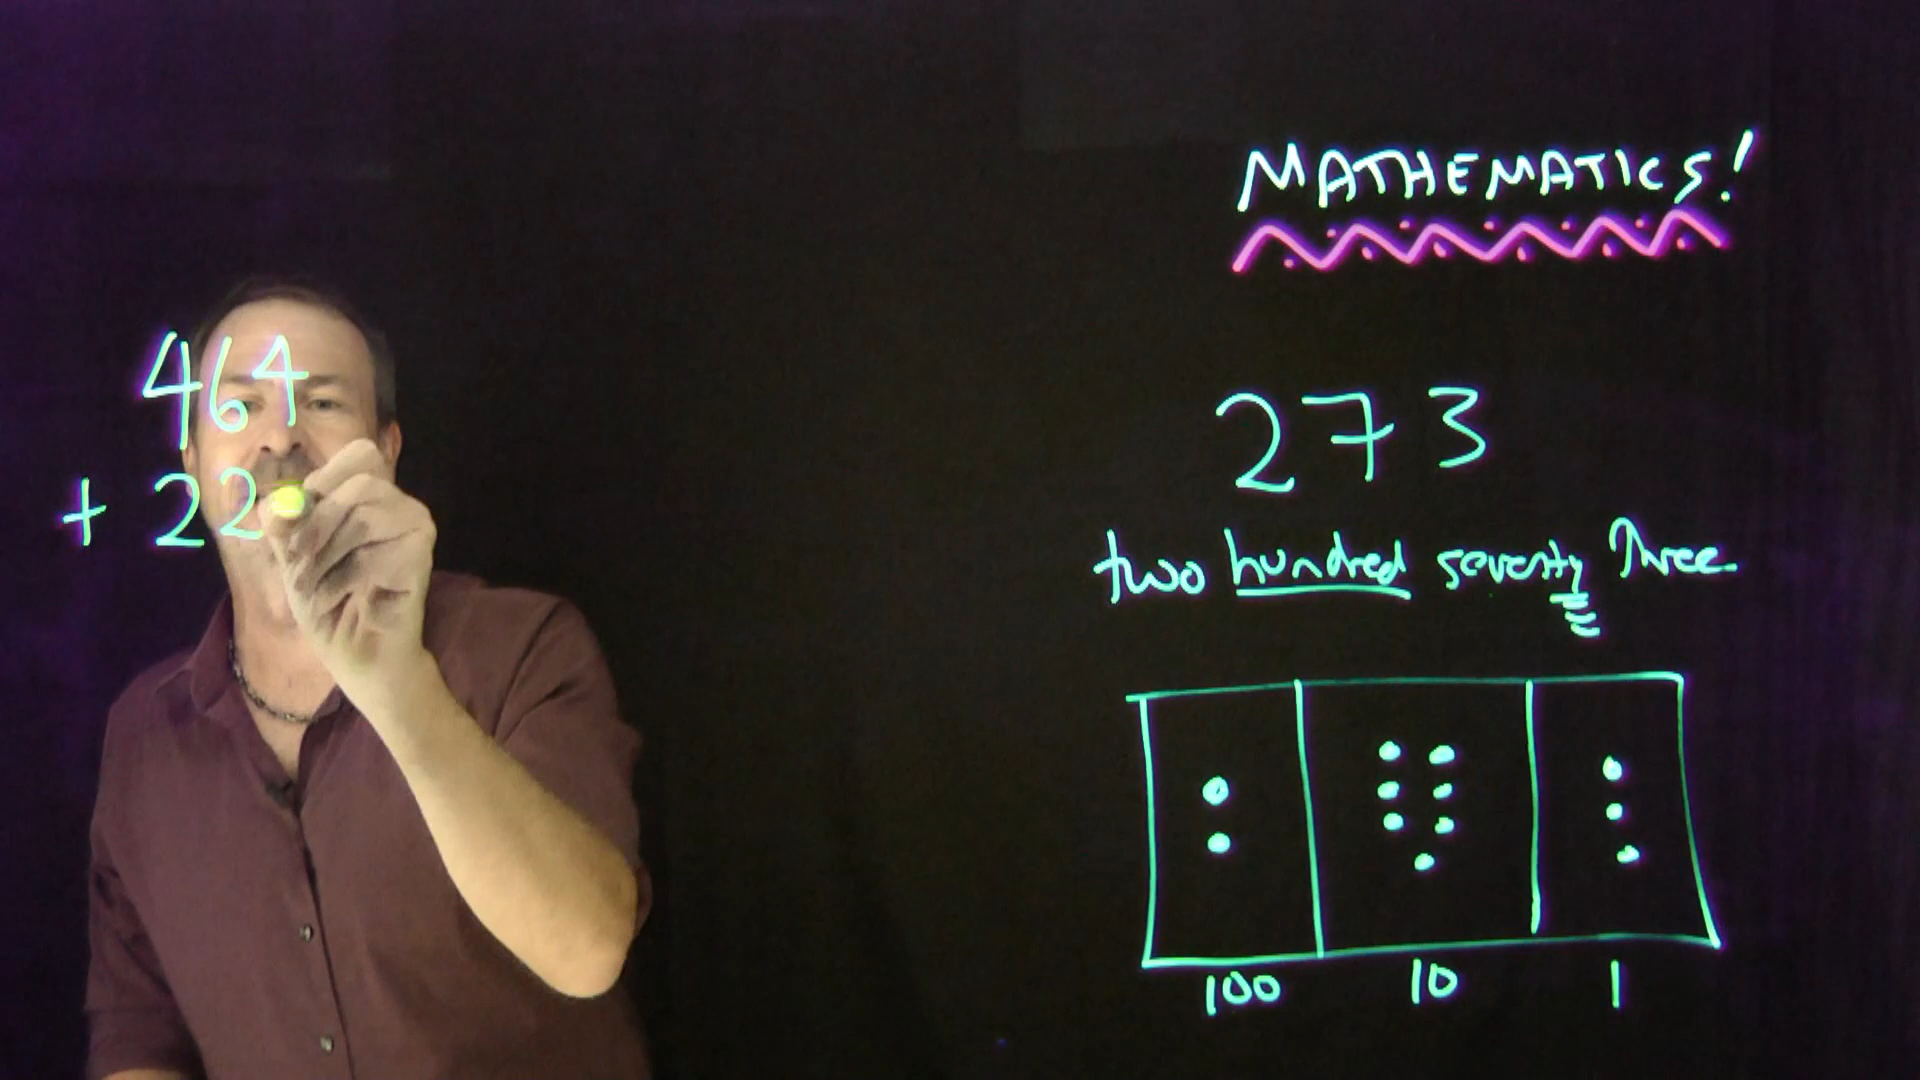 MATHEMATICS!
464
+ 22
273
two hundred seventy Three
100 10 1